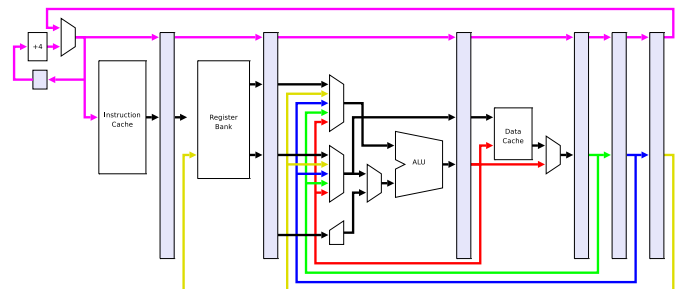 +4
Instruction
Cache
Register
Bank
ALU
Data
Cache